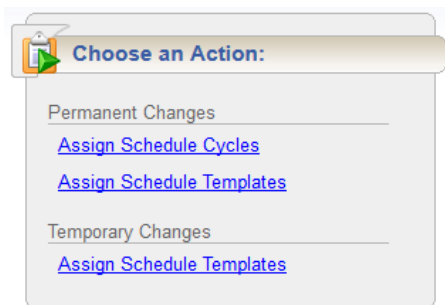 Choose an Action:
Permanent Changes
Assign Schedule Cycles
Assign Schedule Templates
Temporary Changes
Assign Schedule Templates